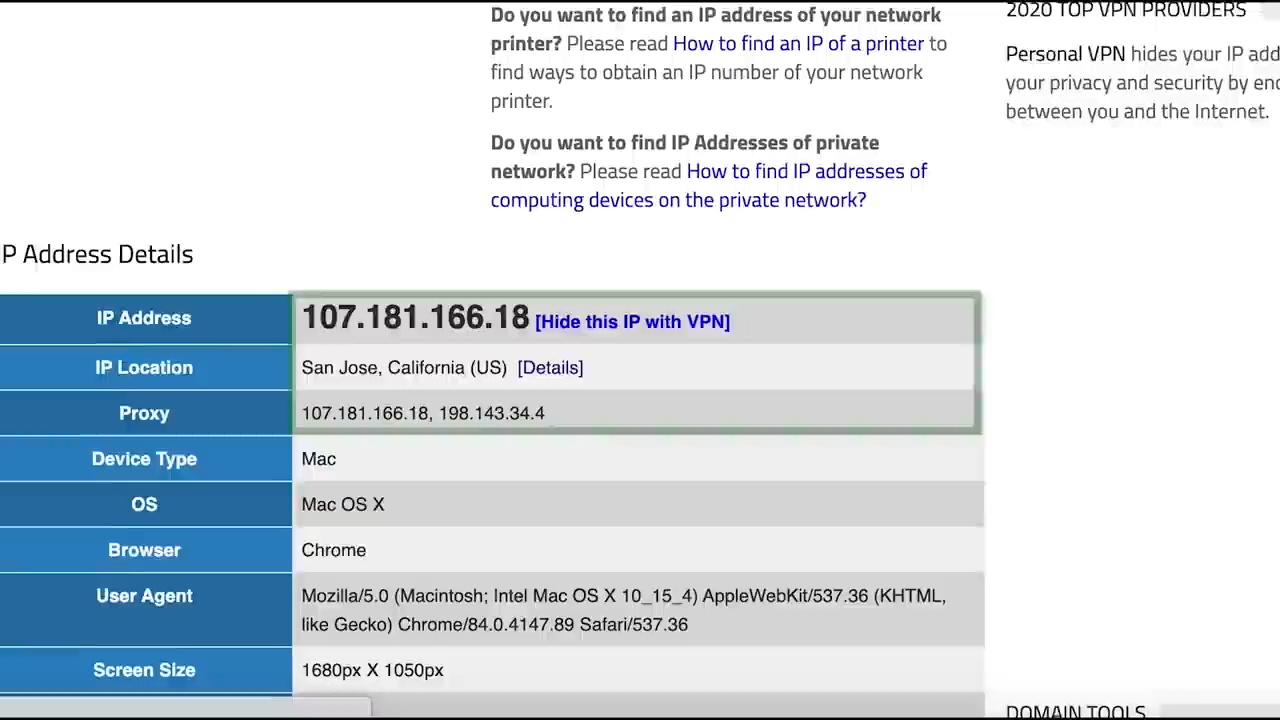 Do you want to find an IP address of your network
printer? Please read How to find an IP of a printer to
find ways to obtain an IP number of your network
printer.
Do you want to find IP Addresses of private
network? Please read How to find IP addresses of
computing devices on the private network?
2020 TOP VPN PROVIDERS
Personal VPN hides your IP add
your privacy and security by enc
between you and the Internet.
P Address Details
IP Address 107.181.166.18 [Hide this IP with VPN]
IP Location San Jose, California (US) [Details]
Proxy 107.181.166.18, 198.143.34.4
Device Type Mac
OS Mac OS X
Browser Chrome
User Agent Mozilla/5.0 (Macintosh; Intel Mac OS X 10_15_4) AppleWebKit/537.36 (KHTML,
like Gecko) Chrome/84.0.4147.89 Safari/537.36
Screen Size 1680px X 1050px
DOMAIN TOOLS